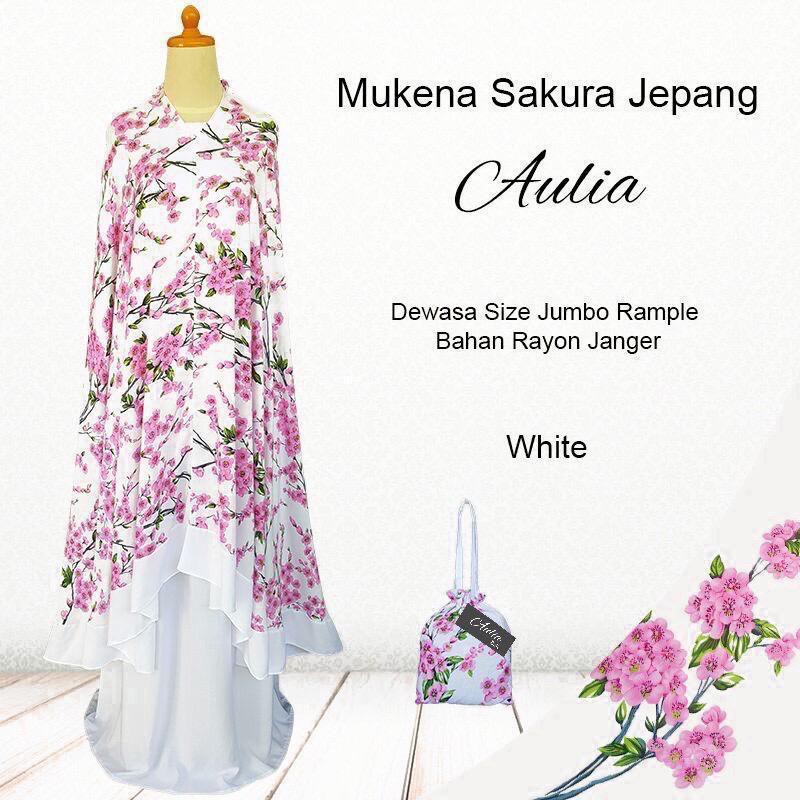 Mukena Sakura Jepang
Aulia
Dewasa Size Jumbo Rample
Bahan Rayon Janger
White
Aulia